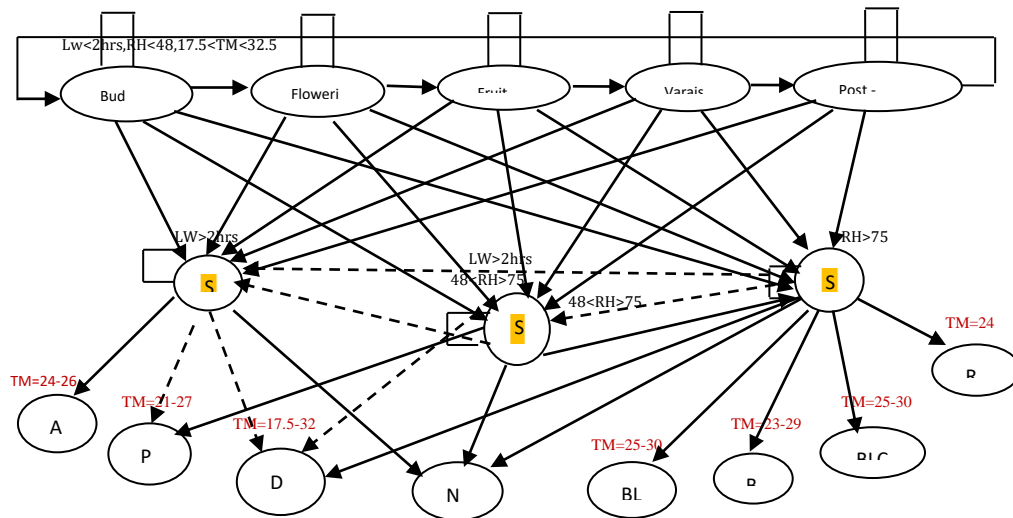 Lw<2hrs,RH<48,17.5<TM<32.5
Bud
Floweri
Fruit
Varais
Post -
LW>2hrs
RH>75
LW>2hrs
48<RH>75
48<RH>75
S
S
S
TM=24
TM=24-26
TM=21-27
TM=17.5-32
TM=25-30
TM=23-29
TM=25-30
A
P
D
N
BL